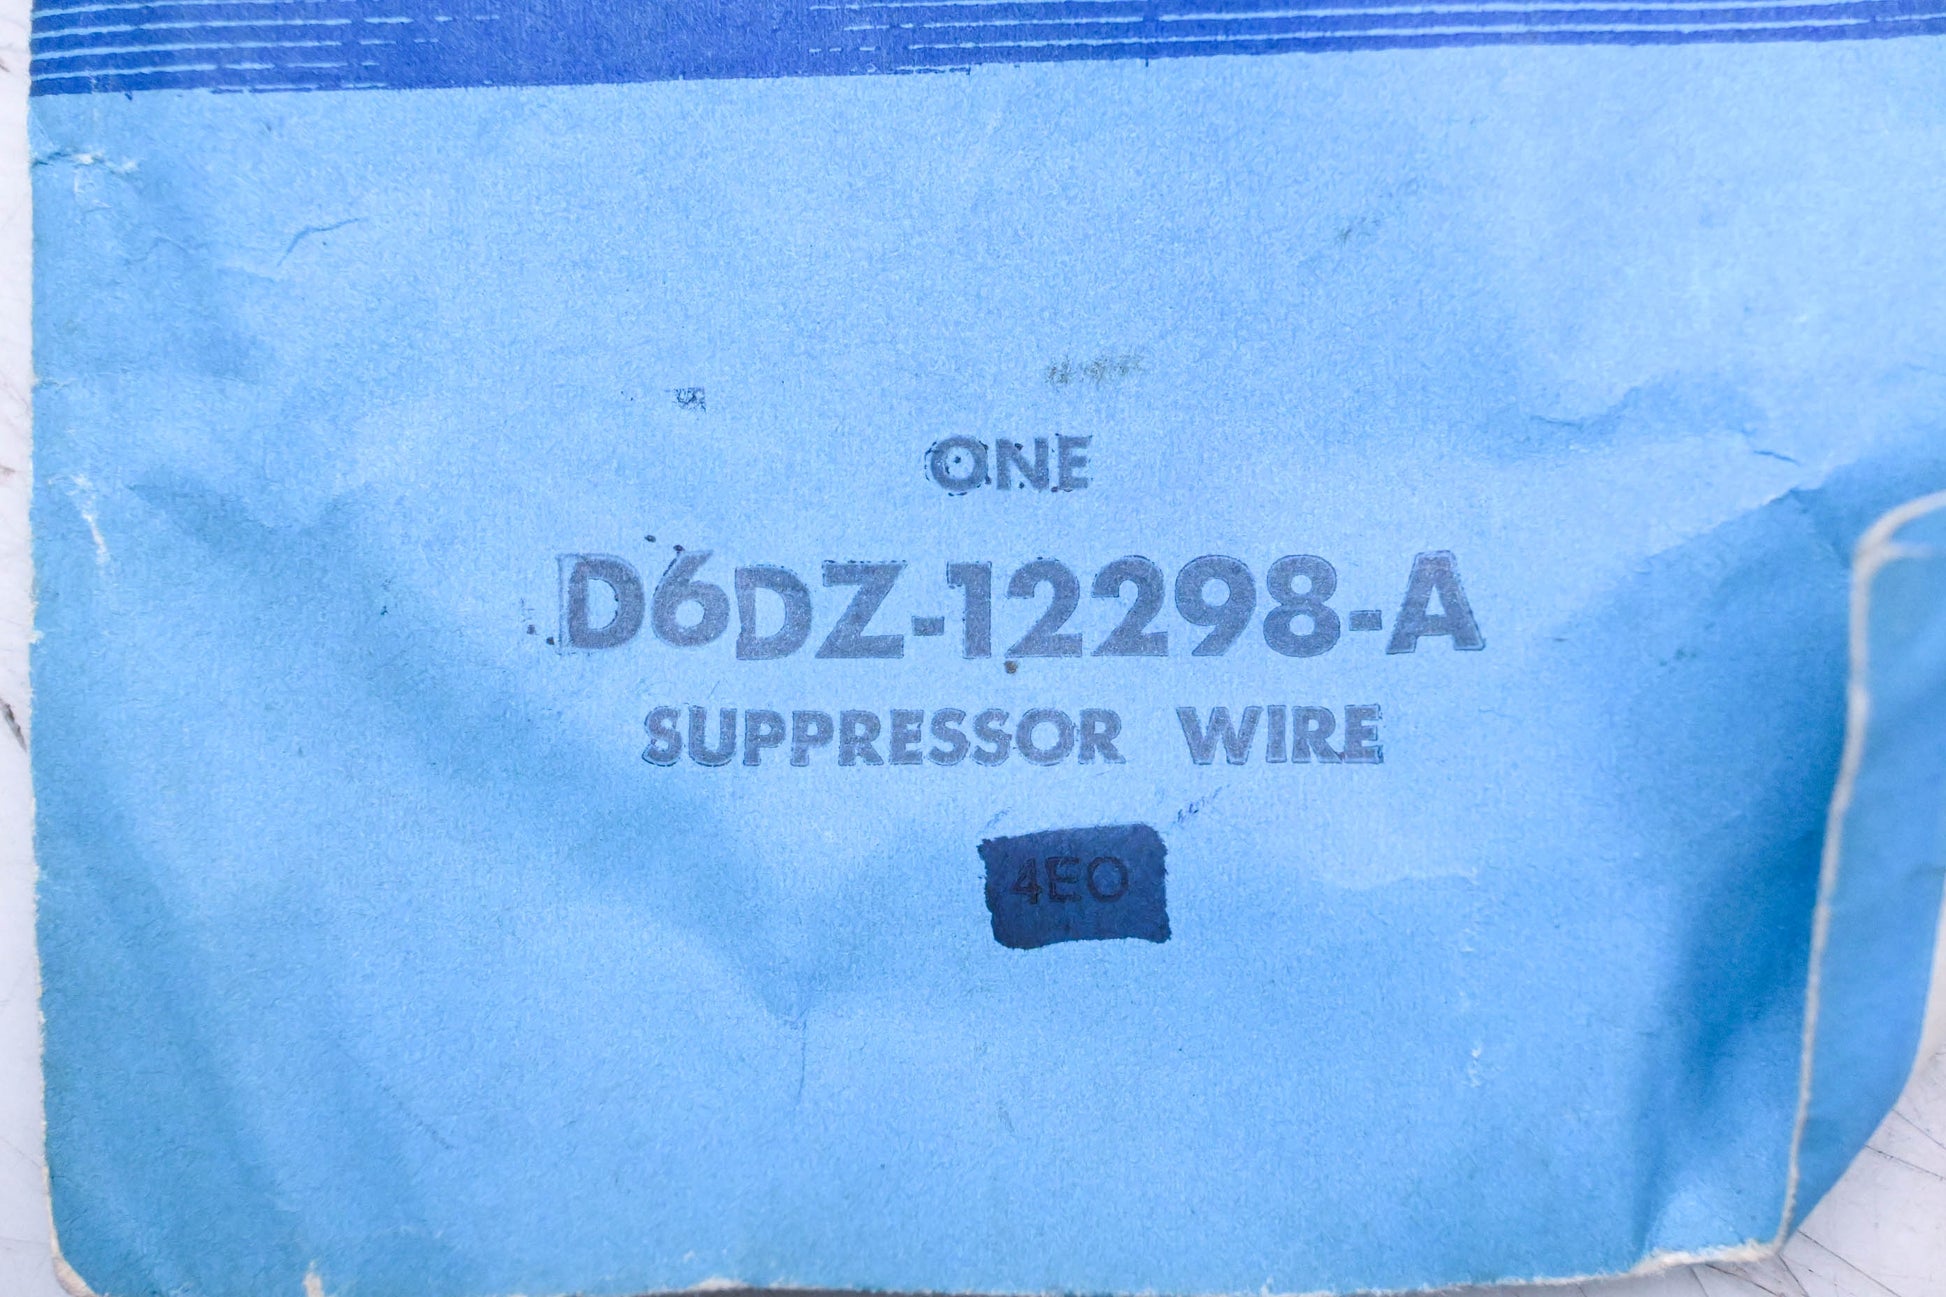 ONE
D6DZ-12298-A
SUPPRESSOR WIRE
4EO